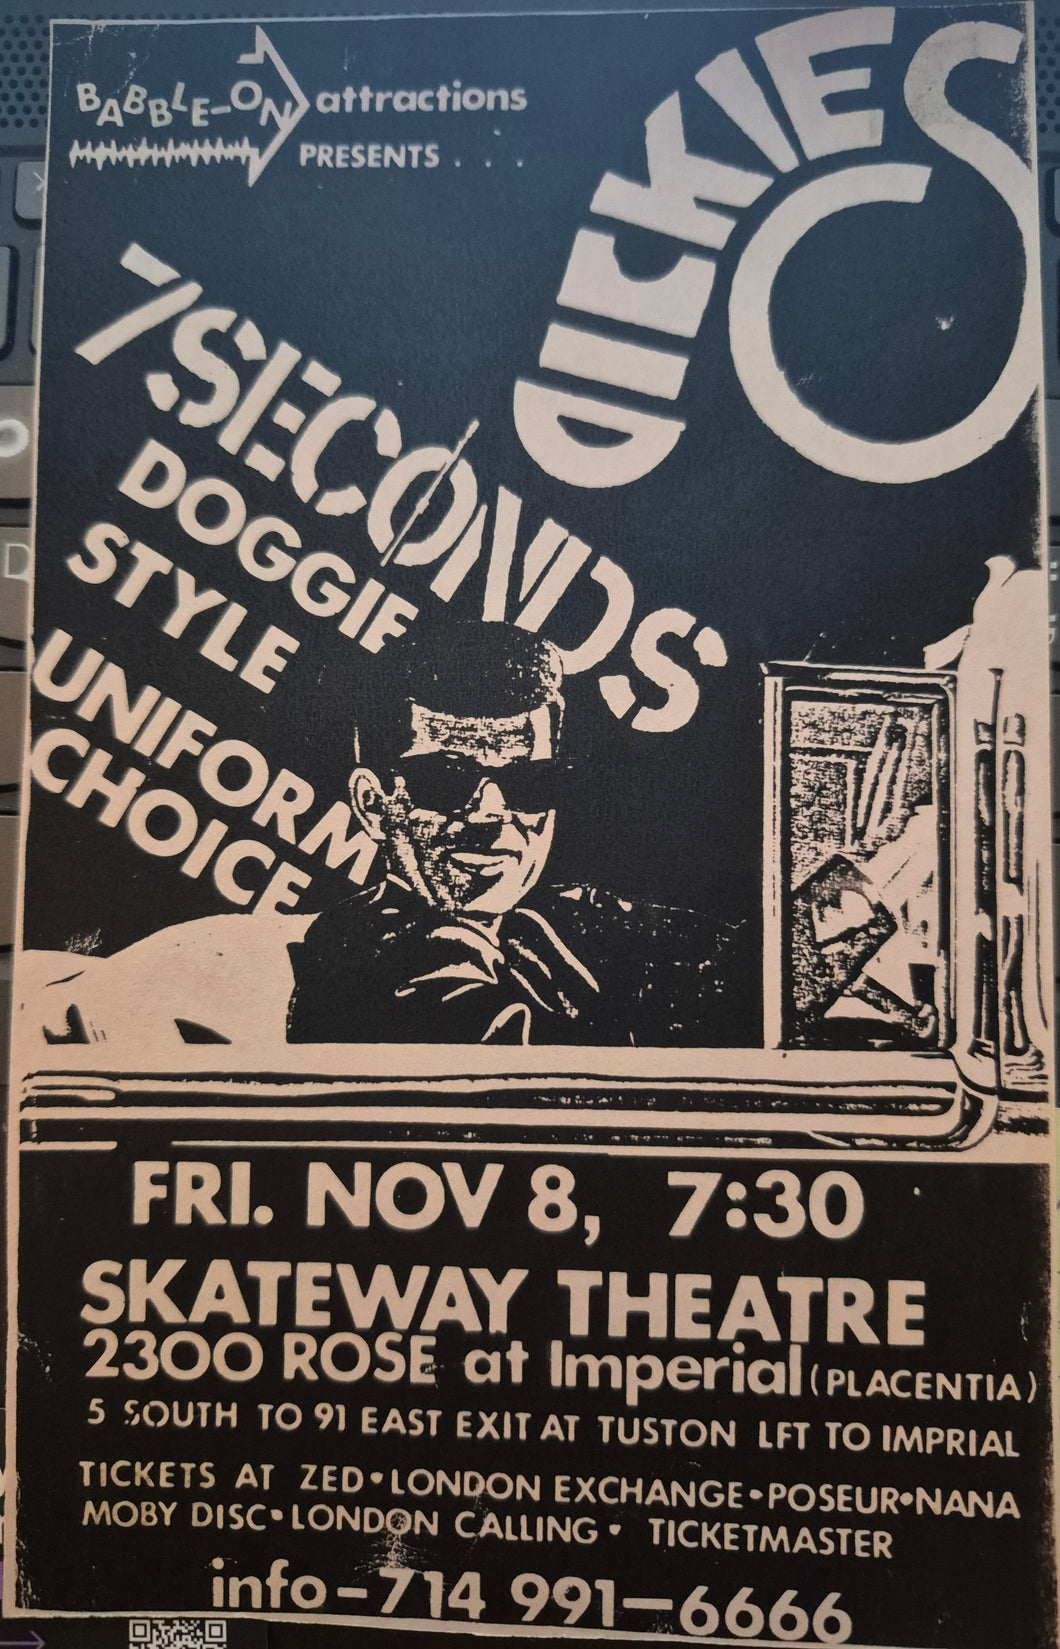 BABBLE-ON attractions
PRESENTS . . .
DICKIES
7SECONDS
DOGGIE
STYLE
UNIFORM
CHOICE
FRI. NOV 8, 7:30
SKATEWAY THEATRE
2300 ROSE at Imperial (PLACENTIA)
5 SOUTH TO 91 EAST EXIT AT TUSTON LFT TO IMPRIAL
TICKETS AT ZED•LONDON EXCHANGE•POSEUR•NANA
MOBY DISC•LONDON CALLING• TICKETMASTER
info-714 991-6666